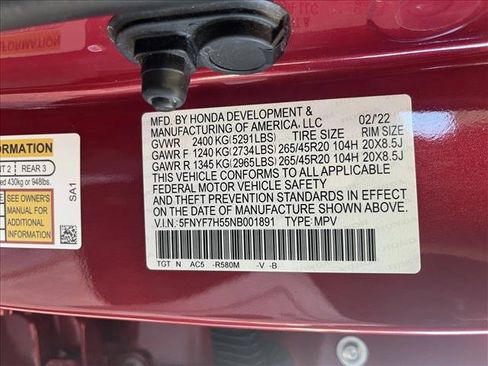 MFD. BY HONDA DEVELOPMENT &
MANUFACTURING OF AMERICA, LLC 02/'22
GVWR 2400 KG(5291LBS) TIRE SIZE RIM SIZE
GAWR F 1240 KG(2734LBS) 265/45R20 104H 20X8.5J
GAWR R 1345 KG(2965LBS) 265/45R20 104H 20X8.5J
THIS VEHICLE CONFORMS TO ALL APPLICABLE
FEDERAL MOTOR VEHICLE SAFETY
AND THEFT PREVENTION STANDARDS IN EFFECT
ON THE DATE OF MANUFACTURE SHOWN ABOVE.
V.I.N.: 5FNYF7H55NB001891 TYPE: MPV
TGT N AC5 -R580M -V -B
REAR 3
430kg or 948lbs.
SEE OWNER'S
MANUAL FOR
ADDITIONAL
INFORMATION
SA1